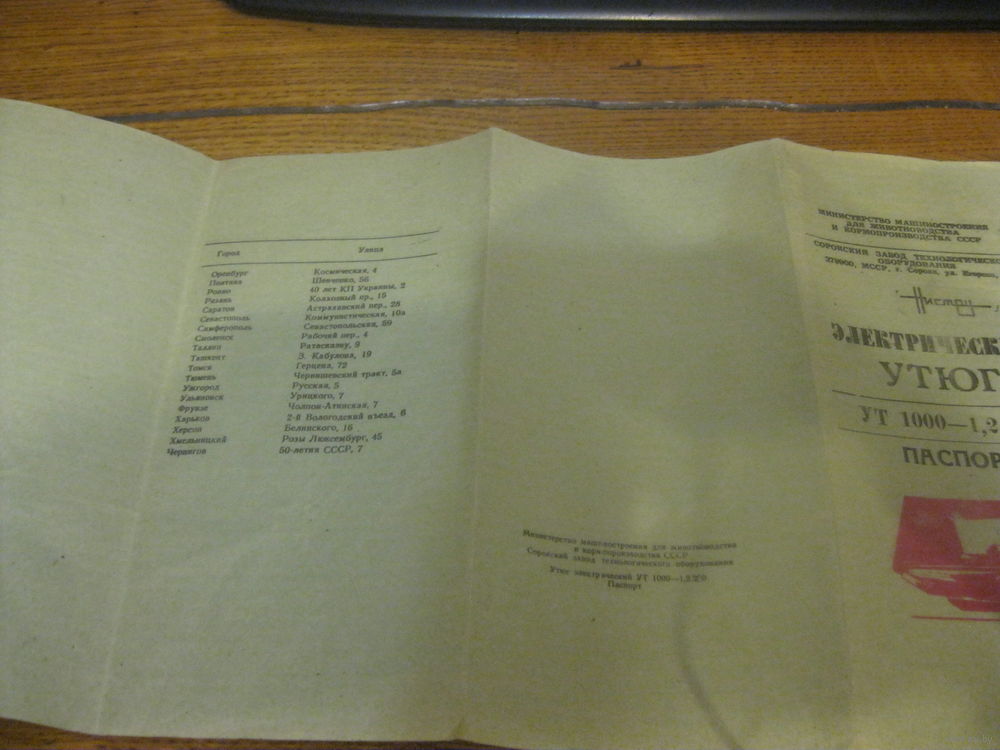 Город Улица
Оренбург Космическая, 4
Полтава Шевченко, 56
Ровно 40 лет КП Украины, 2
Рязань Колхозный пр., 15
Саратов Астраханский пер., 28
Севастополь Коммунистическая, 10а
Симферополь Севастопольская, 59
Смоленск Рабочий пер., 4
Таллин Ратаскаэву, 9
Ташкент З. Кабулова, 19
Томск Герцена, 72
Тюмень Червишевский тракт, 5а
Ужгород Русская, 5
Ульяновск Урицкого, 7
Фрунзе Чолпон-Атинская, 7
Харьков 2-й Вологодский въезд, 6
Херсон Белинского, 16
Хмельницкий Розы Люксембург, 45
Чернигов 50-летия СССР, 7
Министерство машиностроения для животноводства
и кормопроизводства СССР
Сорокский завод технологического оборудования
Утюг электрический УТ 1000—1,2
Паспорт
МИНИСТЕРСТВО МАШИНОСТРОЕНИЯ
ДЛЯ ЖИВОТНОВОДСТВА
И КОРМОПРОИЗВОДСТВА СССР
СОРОКСКИЙ ЗАВОД ТЕХНОЛОГИЧЕСКО
ОБОРУДОВАНИЯ
279900, МССР, г. Сороки, ул.
ЭЛЕКТРИЧЕСК
УТЮГ
УТ 1000—1,2
ПАСПОР